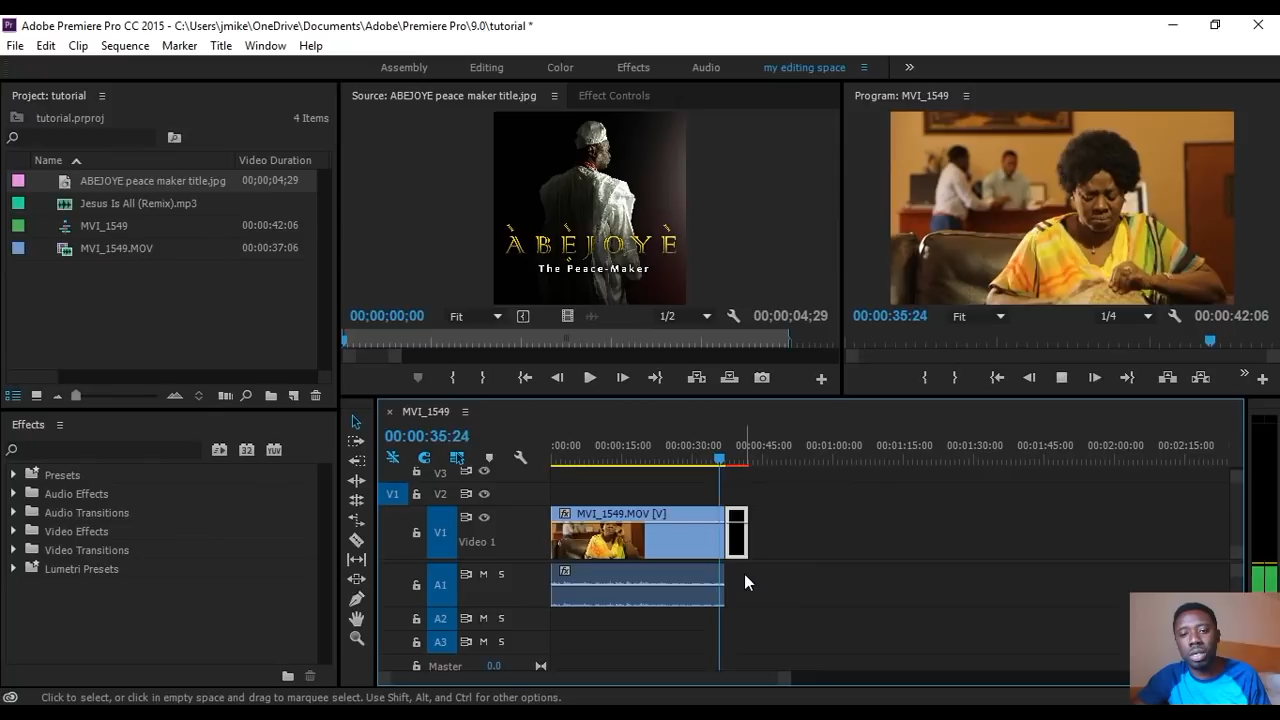 Adobe Premiere Pro CC 2015 - C:\Users\jmike\OneDrive\Documents\Adobe\Premiere Pro\9.0\tutorial *
File Edit Clip Sequence Marker Title Window Help
Assembly Editing Color Effects Audio my editing space
Project: tutorial
tutorial.prproj 4 Items
Name Video Duration
ABEJOYE peace maker title.jpg 00;00;04;29
Jesus Is All (Remix).mp3
MVI_1549 00:00:42:06
MVI_1549.MOV 00:00:37:06
Source: ABEJOYE peace maker title.jpg Effect Controls
ÀBẸ̀JOYÈ
The Peace-Maker
00;00;00;00 Fit 1/2 00;00;04;29
Program: MVI_1549
00:00:35:24 Fit 1/4 00:00:42:06
Effects
32 YUV
Presets
Audio Effects
Audio Transitions
Video Effects
Video Transitions
Lumetri Presets
MVI_1549
00:00:35:24
:00:00 00:00:15:00 00:00:30:00 00:00:45:00 00:01:00:00 00:01:15:00 00:01:30:00 00:01:45:00 00:02:00:00 00:02:15:00
V3
V1 V2
V1 Video 1
fx MVI_1549.MOV [V]
A1 M S
fx
A2 M S
A3 M S
Master 0.0
Click to select, or click in empty space and drag to marquee select. Use Shift, Alt, and Ctrl for other options.